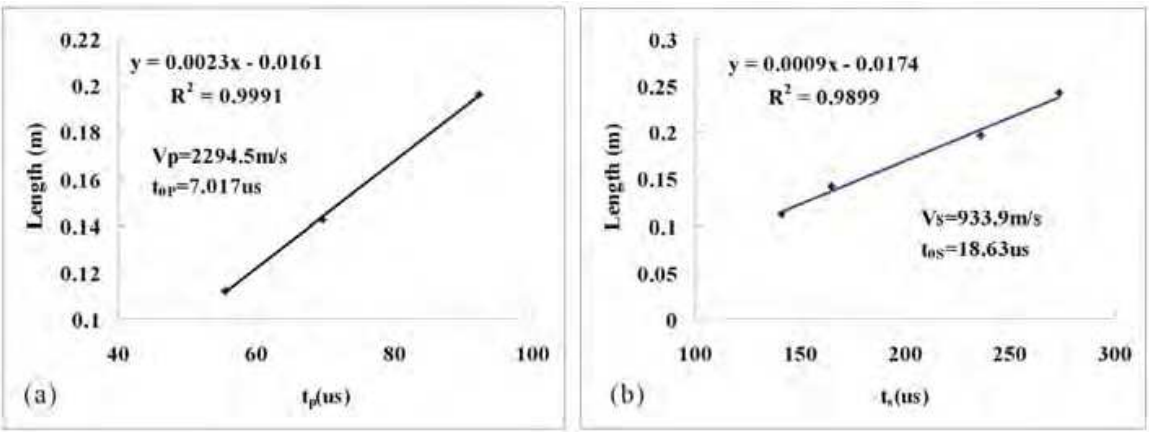 0.22
0.2
0.18
0.16
0.14
0.12
0.1
Length (m)
y = 0.0023x - 0.0161
R² = 0.9991
Vp=2294.5m/s
t₀P=7.017us
40 60 80 100
(a)
tₚ(us)
0.3
0.25
0.2
0.15
0.1
0.05
0
Length (m)
y = 0.0009x - 0.0174
R² = 0.9899
Vs=933.9m/s
t₀S=18.63us
100 150 200 250 300
(b)
tₛ(us)